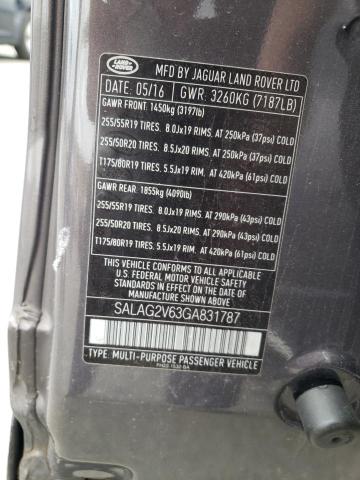 LAND ROVER
MFD BY JAGUAR LAND ROVER LTD
DATE: 05/16 GWR: 3260KG (7187LB)
GAWR FRONT: 1450kg (3197lb)
255/55R19 TIRES. 8.0Jx19 RIMS. AT 250kPA (37psi) COLD
255/50R20 TIRES. 8.5Jx20 RIMS. AT 250kPA (37psi) COLD
T175/80R19 TIRES. 5.5Jx19 RIM. AT 420kPA (61psi) COLD
GAWR REAR: 1855kg (4090lb)
255/55R19 TIRES. 8.0Jx19 RIMS. AT 290kPA (43psi) COLD
255/50R20 TIRES. 8.5Jx20 RIMS. AT 290kPA (43psi) COLD
T175/80R19 TIRES. 5.5Jx19 RIM. AT 420kPA (61psi) COLD
THIS VEHICLE CONFORMS TO ALL APPLICABLE
U.S. FEDERAL MOTOR VEHICLE SAFETY
STANDARDS IN EFFECT ON THE DATE OF
MANUFACTURE SHOWN ABOVE
SALAG2V63GA831787
TYPE: MULTI-PURPOSE PASSENGER VEHICLE